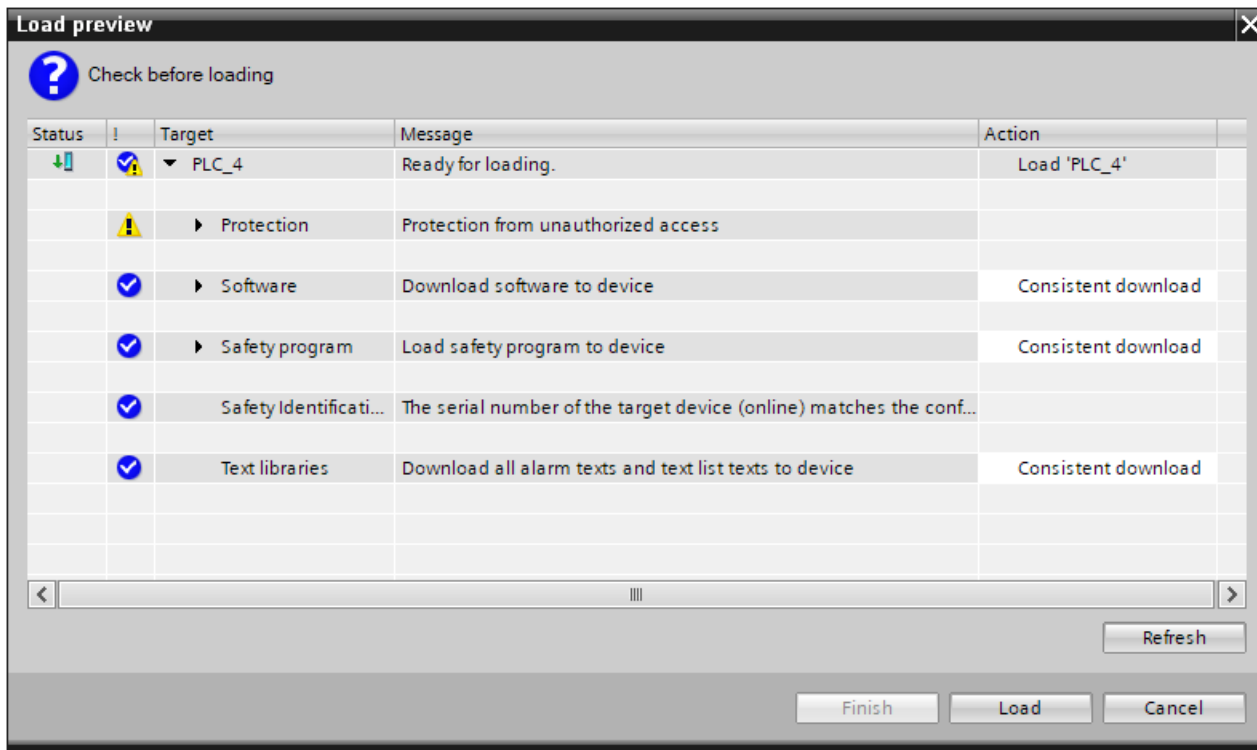 Load preview
Check before loading
Status ! Target Message Action
PLC_4 Ready for loading. Load 'PLC_4'
Protection Protection from unauthorized access
Software Download software to device Consistent download
Safety program Load safety program to device Consistent download
Safety Identificati... The serial number of the target device (online) matches the conf...
Text libraries Download all alarm texts and text list texts to device Consistent download
Refresh
Finish Load Cancel